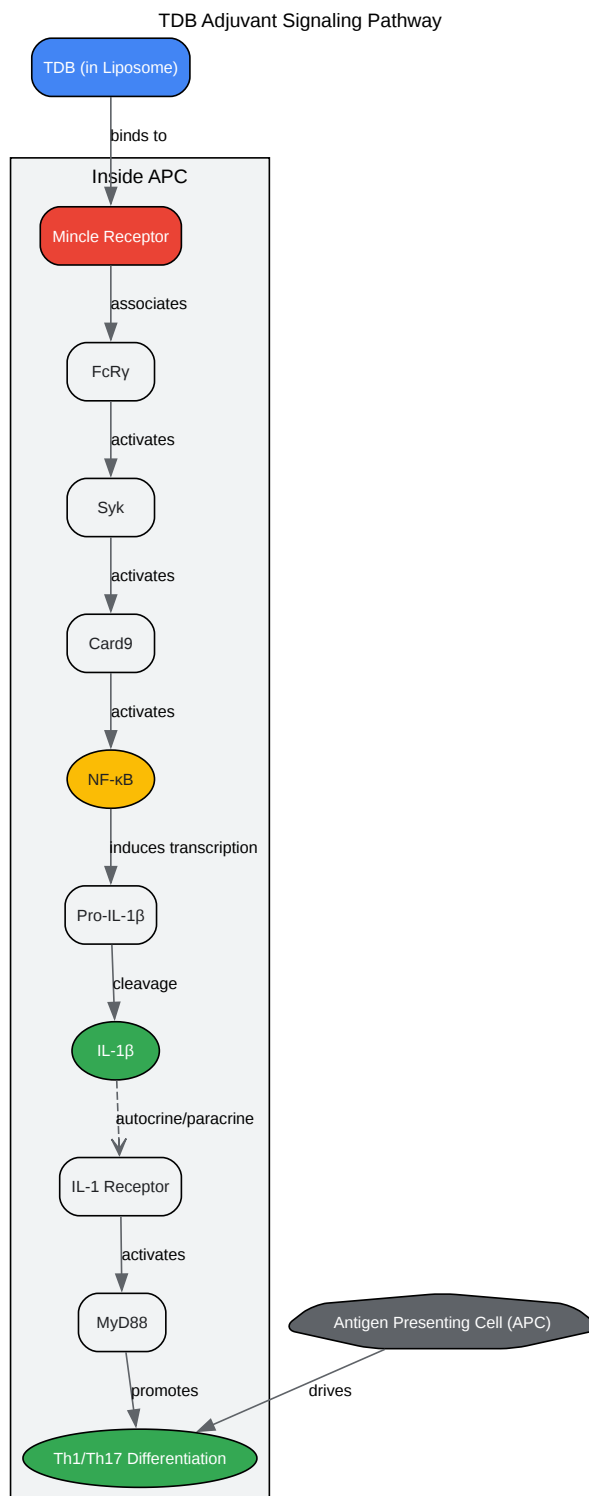 TDB Adjuvant Signaling Pathway
TDB (in Liposome)
binds to
Inside APC
Mincle Receptor
associates
FcRγ
activates
Syk
activates
Card9
activates
NF-κB
induces transcription
Pro-IL-1β
cleavage
IL-1β
autocrine/paracrine
IL-1 Receptor
activates
MyD88
Antigen Presenting Cell (APC)
promotes
drives
Th1/Th17 Differentiation